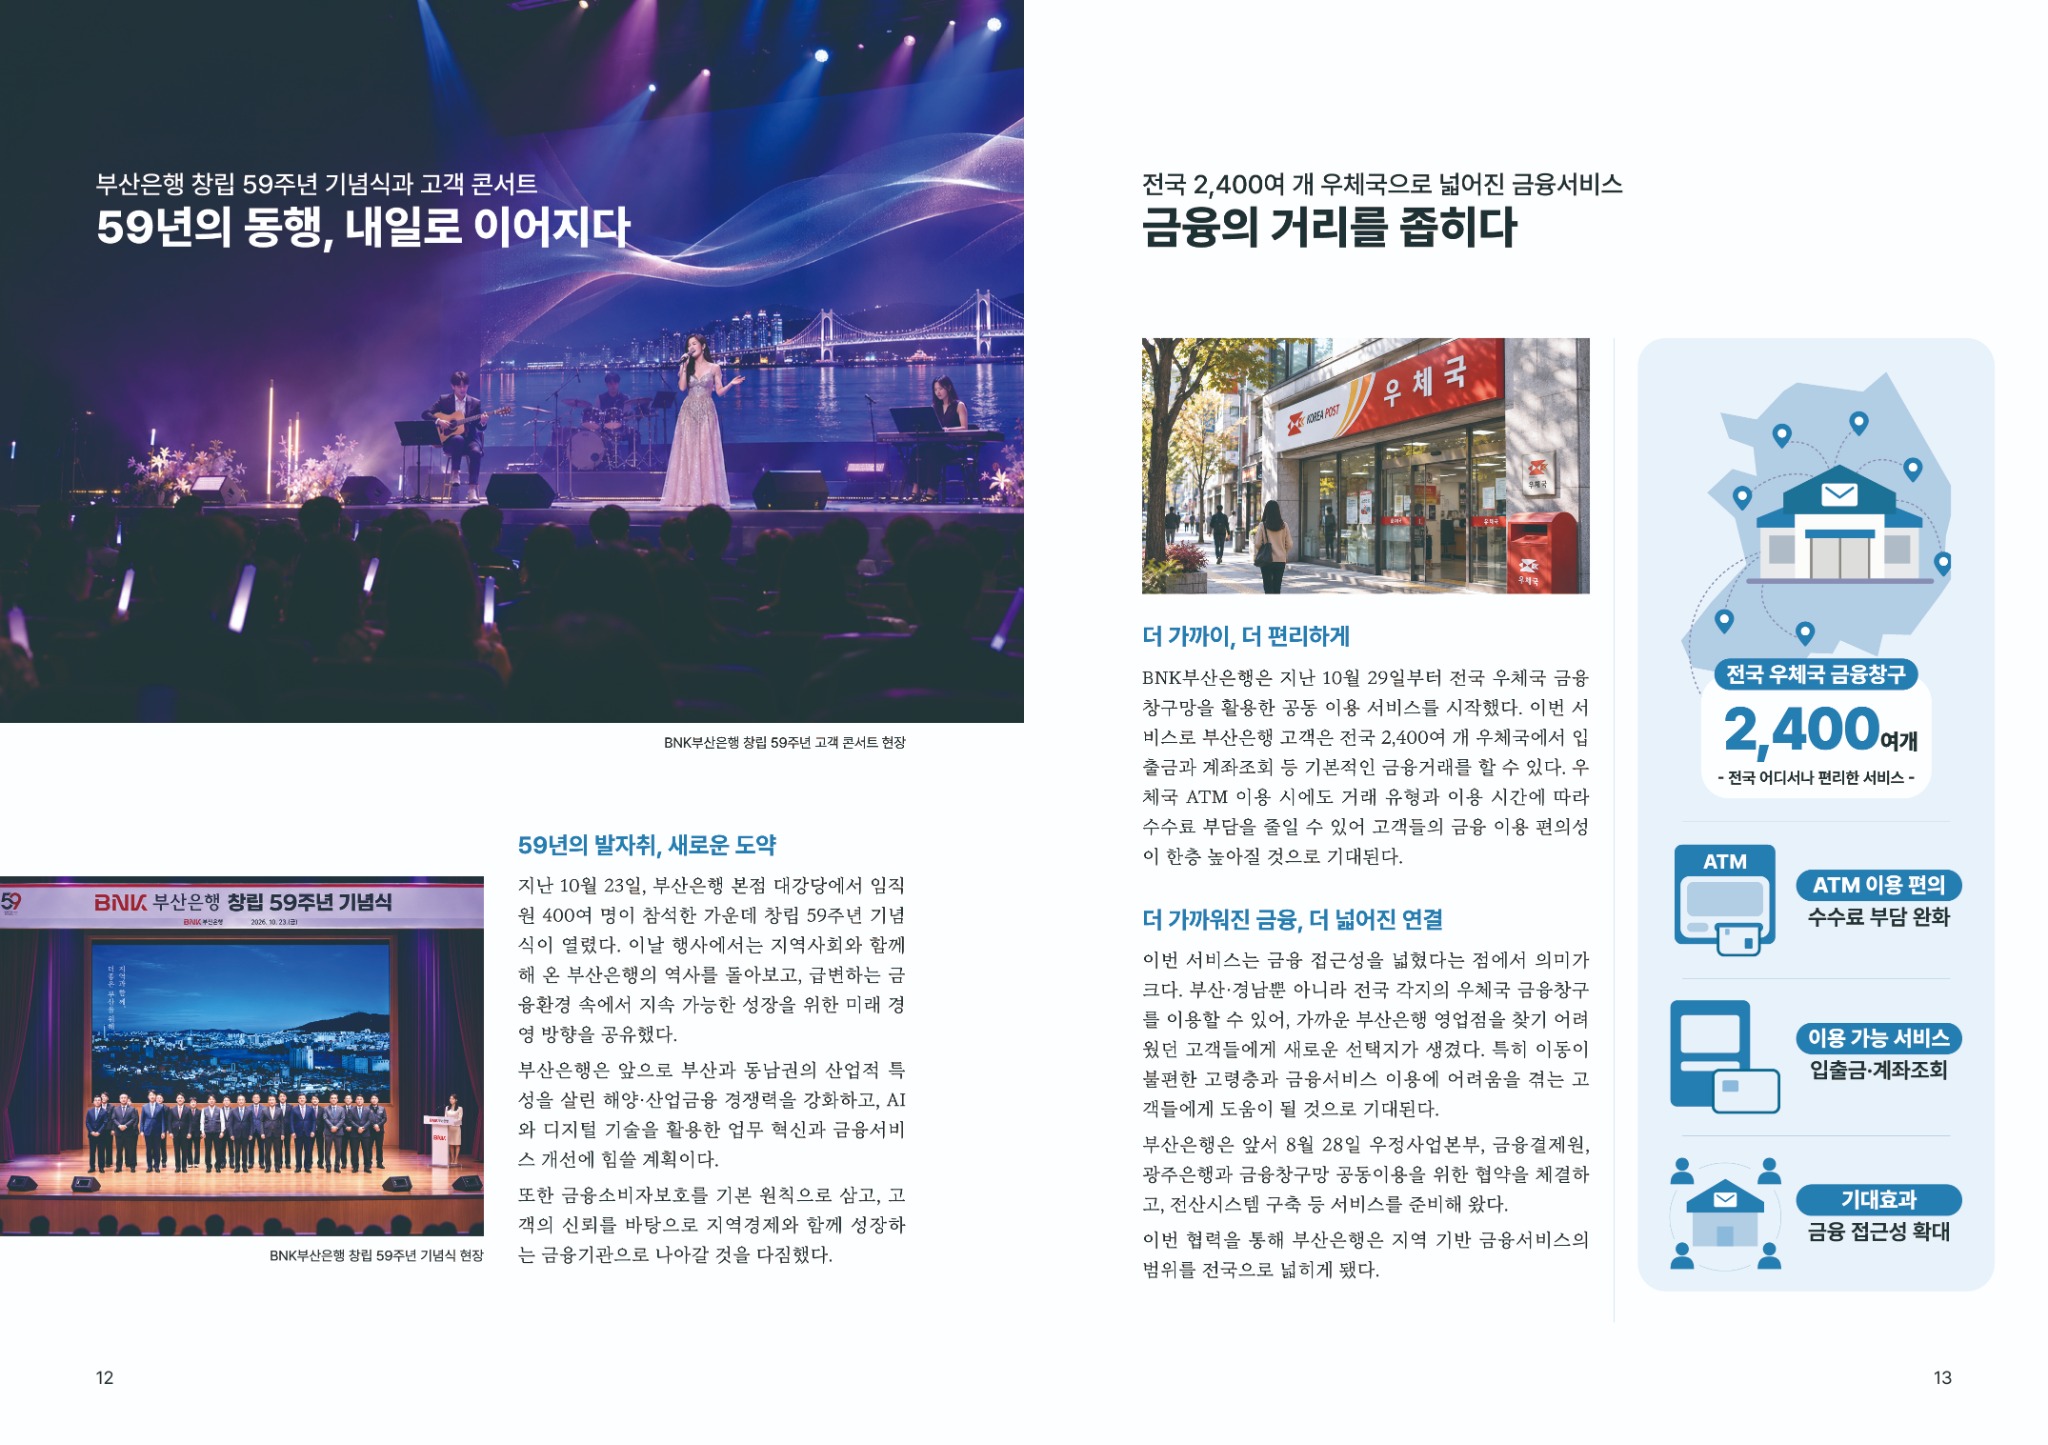 부산은행 창립 59주년 기념식과 고객 콘서트
59년의 동행, 내일로 이어지다
BNK부산은행 창립 59주년 고객 콘서트 현장
59
BNK 부산은행 창립 59주년 기념식
BNK 부산은행 2026. 10. 23.(금)
지역과 함께,
BNK
BNK부산은행 창립 59주년 기념식 현장
59년의 발자취, 새로운 도약
지난 10월 23일, 부산은행 본점 대강당에서 임직
원 400여 명이 참석한 가운데 창립 59주년 기념
식이 열렸다. 이날 행사에서는 지역사회와 함께
해 온 부산은행의 역사를 돌아보고, 급변하는 금
융환경 속에서 지속 가능한 성장을 위한 미래 경
영 방향을 공유했다.
부산은행은 앞으로 부산과 동남권의 산업적 특
성을 살린 해양·산업금융 경쟁력을 강화하고, AI
와 디지털 기술을 활용한 업무 혁신과 금융서비
스 개선에 힘쓸 계획이다.
또한 금융소비자보호를 기본 원칙으로 삼고, 고
객의 신뢰를 바탕으로 지역경제와 함께 성장하
는 금융기관으로 나아갈 것을 다짐했다.
12
전국 2,400여 개 우체국으로 넓어진 금융서비스
금융의 거리를 좁히다
KOREA POST 우체국
우체국
우체국
더 가까이, 더 편리하게
BNK부산은행은 지난 10월 29일부터 전국 우체국 금융
창구망을 활용한 공동 이용 서비스를 시작했다. 이번 서
비스로 부산은행 고객은 전국 2,400여 개 우체국에서 입
출금과 계좌조회 등 기본적인 금융거래를 할 수 있다. 우
체국 ATM 이용 시에도 거래 유형과 이용 시간에 따라
수수료 부담을 줄일 수 있어 고객들의 금융 이용 편의성
이 한층 높아질 것으로 기대된다.
더 가까워진 금융, 더 넓어진 연결
이번 서비스는 금융 접근성을 넓혔다는 점에서 의미가
크다. 부산·경남뿐 아니라 전국 각지의 우체국 금융창구
를 이용할 수 있어, 가까운 부산은행 영업점을 찾기 어려
웠던 고객들에게 새로운 선택지가 생겼다. 특히 이동이
불편한 고령층과 금융서비스 이용에 어려움을 겪는 고
객들에게 도움이 될 것으로 기대된다.
부산은행은 앞서 8월 28일 우정사업본부, 금융결제원,
광주은행과 금융창구망 공동이용을 위한 협약을 체결하
고, 전산시스템 구축 등 서비스를 준비해 왔다.
이번 협력을 통해 부산은행은 지역 기반 금융서비스의
범위를 전국으로 넓히게 됐다.
전국 우체국 금융창구
2,400여개
- 전국 어디서나 편리한 서비스 -
ATM
ATM 이용 편의
수수료 부담 완화
이용 가능 서비스
입출금·계좌조회
기대효과
금융 접근성 확대
13